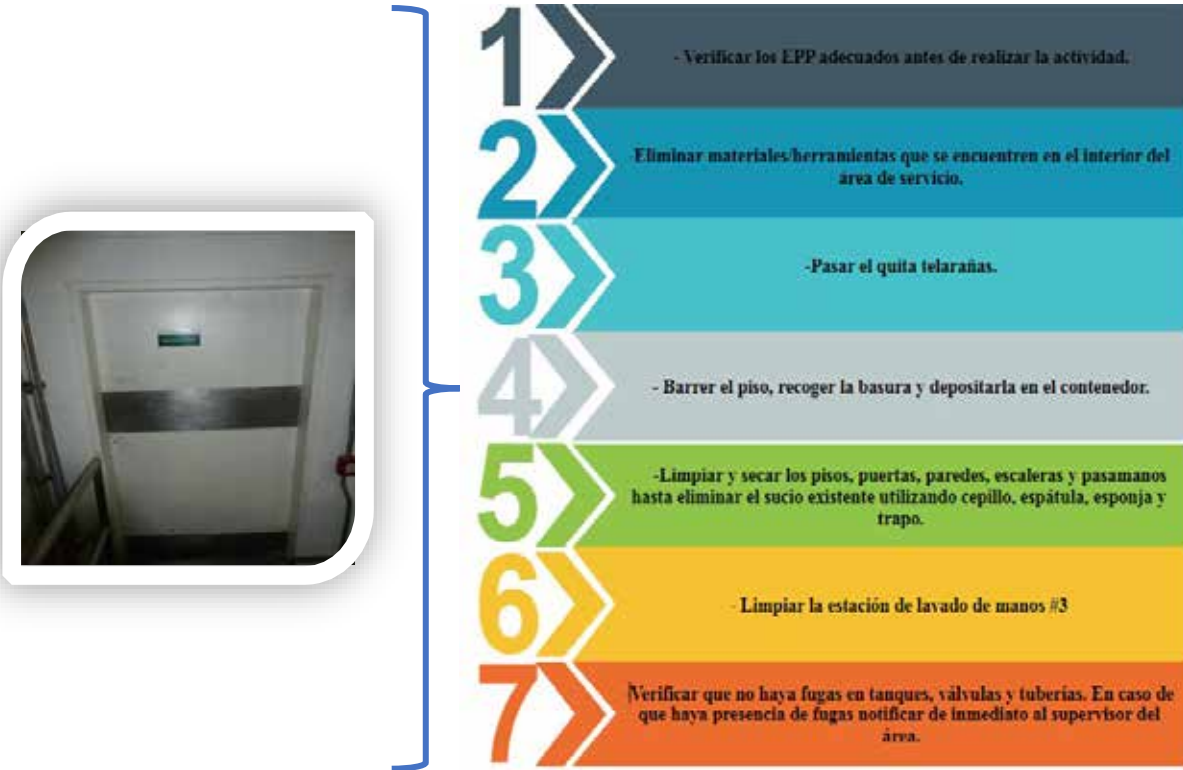 1
- Verificar los EPP adecuados antes de realizar la actividad.
2
Eliminar materiales/herramientas que se encuentren en el interior del
área de servicio.
3
-Pasar el quita telarañas.
4
- Barrer el piso, recoger la basura y depositarla en el contenedor.
5
-Limpiar y secar los pisos, puertas, paredes, escaleras y pasamanos
hasta eliminar el sucio existente utilizando cepillo, espátula, esponja y
trapo.
6
- Limpiar la estación de lavado de manos #3
7
Verificar que no haya fugas en tanques, válvulas y tuberías. En caso de
que haya presencia de fugas notificar de inmediato al supervisor del
área.